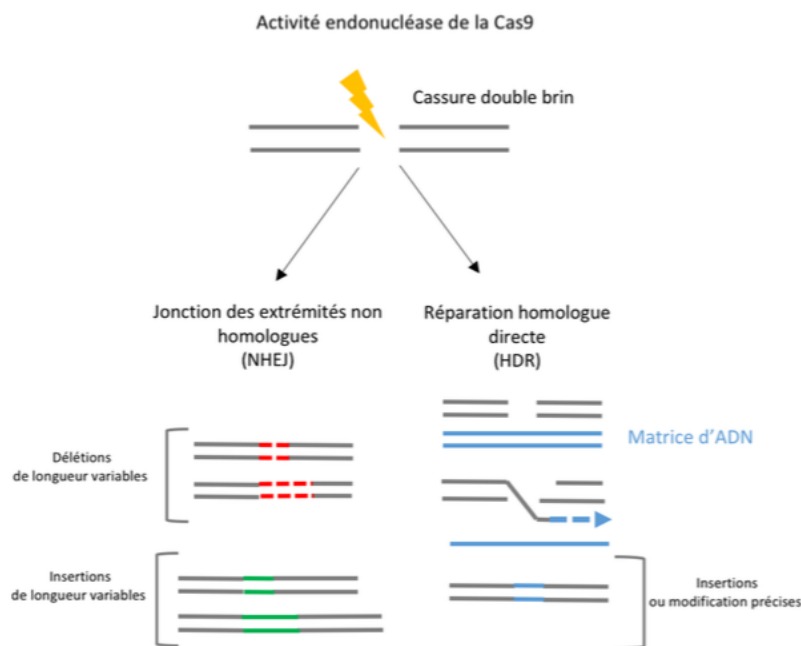 Activité endonucléase de la Cas9
Cassure double brin
Jonction des extrémités non
homologues
(NHEJ)
Réparation homologue
directe
(HDR)
Matrice d'ADN
Délétions
de longueur variables
Insertions
de longueur variables
Insertions
ou modification précises